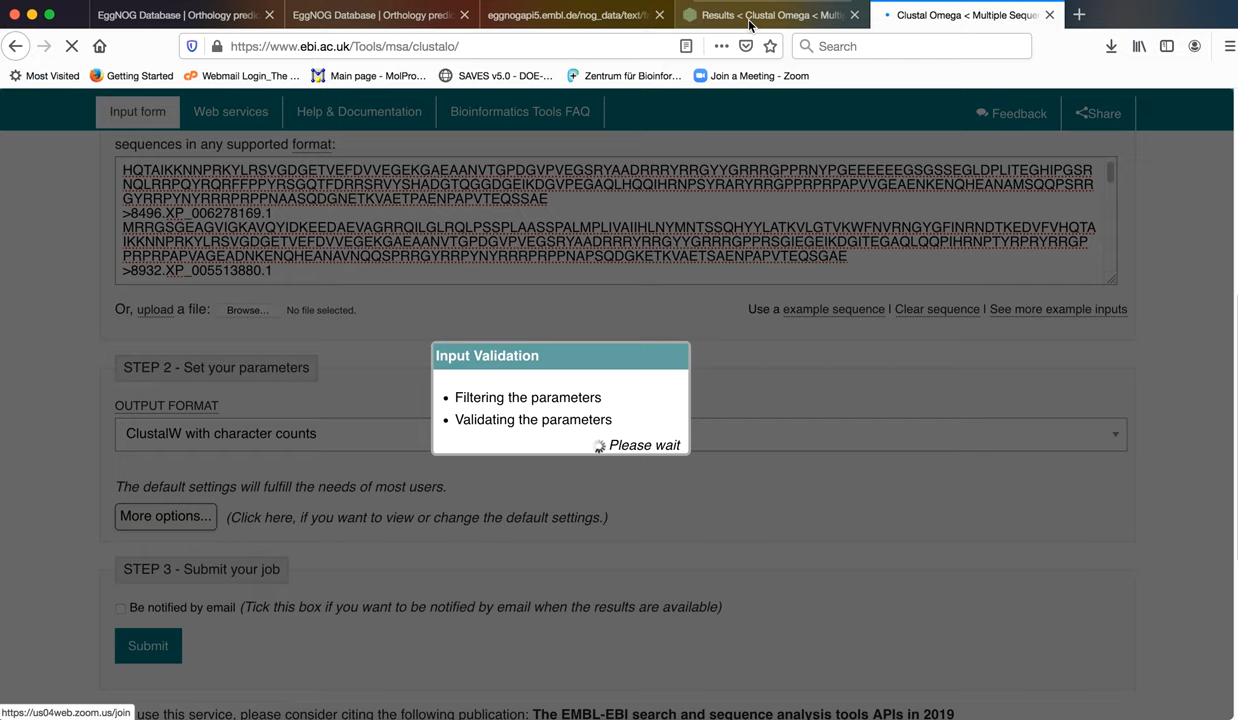 EggNOG Database | Orthology predic
EggNOG Database | Orthology predic
eggnogapi5.embl.de/nog_data/text/f
Results < Clustal Omega < Multi
Clustal Omega < Multiple Seque
https://www.ebi.ac.uk/Tools/msa/clustalo/
Search
Most Visited
Getting Started
Webmail Login_The ...
Main page - MolPro...
SAVES v5.0 - DOE-...
Zentrum für Bioinfor...
Join a Meeting - Zoom
Input form
Web services
Help & Documentation
Bioinformatics Tools FAQ
Feedback
Share
sequences in any supported format:
HQTAIKKNNPRKYLRSVGDGETVEFDVVEGEKGAEAANVTGPDGVPVEGSRYAADRRRYRRGYYGRRRGPPRNYPGEEEEEEGSGSSEGLDPLITEGHIPGSR
NQLRRPQYRQRFFPPYRSGQTFDRRSRVYSHADGTQGGDGEIKDGVPEGAQLHQQIHRNPSYRARYRRGPPRPRPAPVVGEAENKENQHEANAMSQQPSRR
GYRRPYNYRRRPRPPNAASQDGNETKVAETPAENPAPVTEQSSAE
>8496.XP_006278169.1
MRRGSGEAGVIGKAVQYIDKEEDAEVAGRRQILGLRQLPSSPLAASSPALMPLIVAIIHLNYMNTSSQHYYLATKVLGTVKWFNVRNGYGFINRNDTKEDVFVHQTA
IKKNNPRKYLRSVGDGETVEFDVVEGEKGAEAANVTGPDGVPVEGSRYAADRRRYRRGYYGRRRGPPRSGIEGEIKDGITEGAQLQQPIHRNPTYRPRYRRGP
PRPRPAPVAGEADNKENQHEANAVNQQSPRRGYRRPYNYRRRPRPPNAPSQDGKETKVAETSAENPAPVTEQSGAE
>8932.XP_005513880.1
Or, upload a file:
Browse...
No file selected.
Use a example sequence | Clear sequence | See more example inputs
Input Validation
• Filtering the parameters
• Validating the parameters
Please wait
STEP 2 - Set your parameters
OUTPUT FORMAT
ClustalW with character counts
The default settings will fulfill the needs of most users.
More options...
(Click here, if you want to view or change the default settings.)
STEP 3 - Submit your job
Be notified by email (Tick this box if you want to be notified by email when the results are available)
Submit
https://us04web.zoom.us/join
use this service, please consider citing the following publication: The EMBL-EBI search and sequence analysis tools APIs in 2019